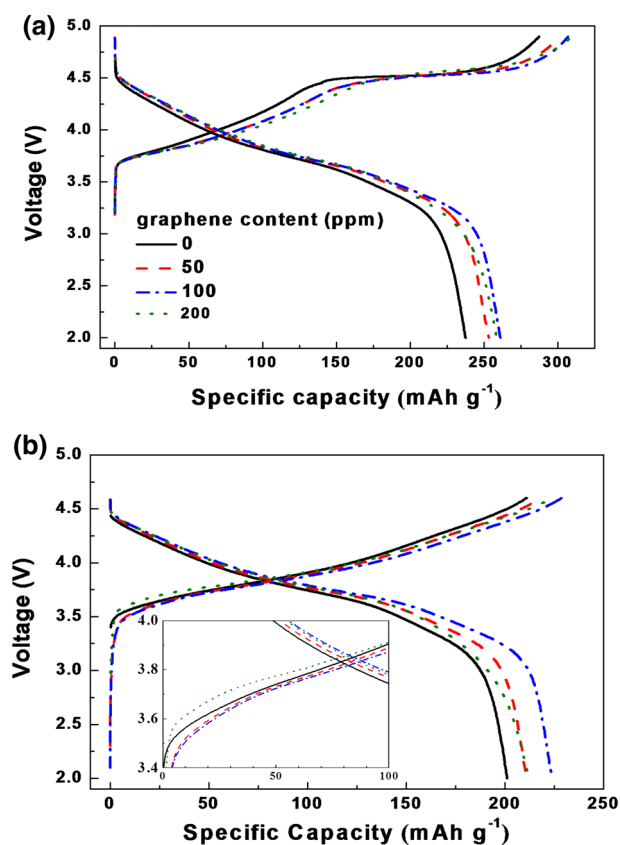 (a)
5.0
4.5
4.0
3.5
3.0
2.5
2.0
Voltage (V)
graphene content (ppm)
0
50
100
200
0 50 100 150 200 250 300
Specific capacity (mAh g-1)
(b)
5.0
4.5
4.0
3.5
3.0
2.5
2.0
Voltage (V)
4.0
3.8
3.6
3.4
0 50 100
0 50 100 150 200 250
Specific Capacity (mAh g-1)